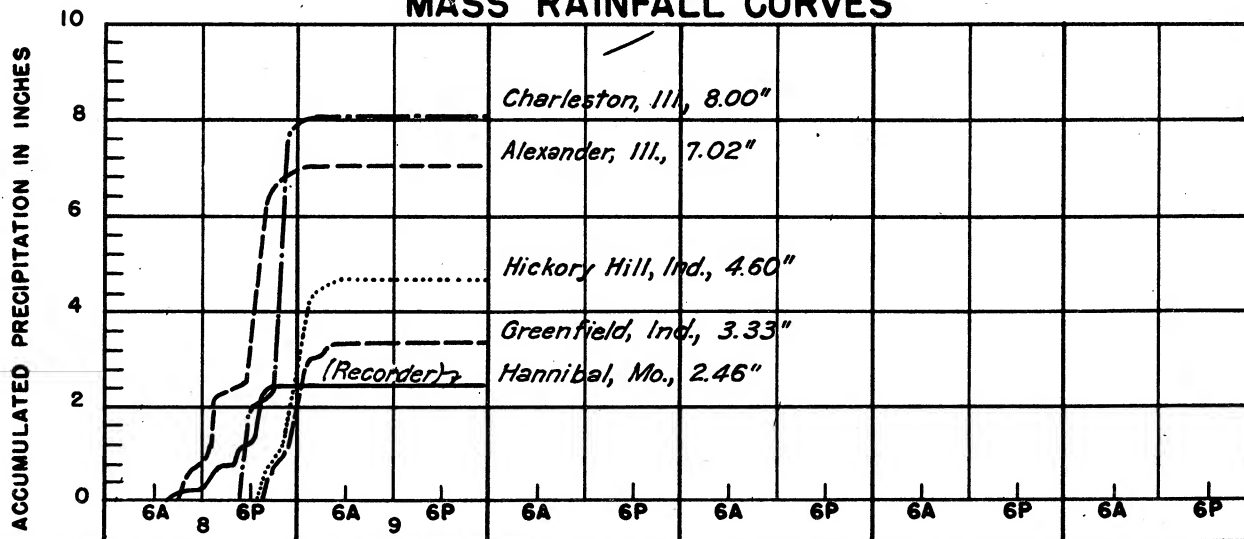 MASS RAINFALL CURVES
ACCUMULATED PRECIPITATION IN INCHES
10
8
6
4
2
0
Charleston, Ill., 8.00"
Alexander, Ill., 7.02"
Hickory Hill, Ind., 4.60"
Greenfield, Ind., 3.33"
(Recorder) Hannibal, Mo., 2.46"
6A 6P 6A 6P 6A 6P 6A 6P 6A 6P 6A 6P
8 9